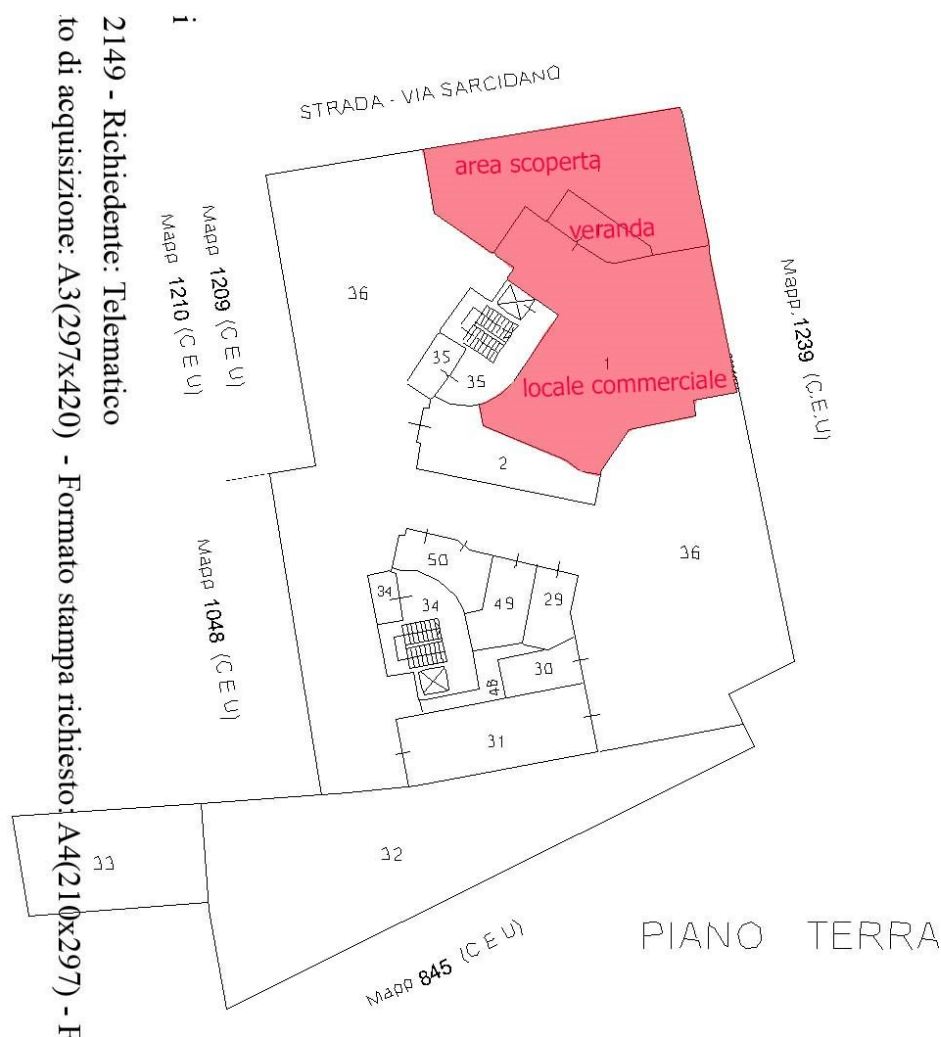 i
2149 - Richiedente: Telematico
to di acquisizione: A3(297x420) - Formato stampa richiesto: A4(210x297) - F
STRADA - VIA SARCIDANO
area scoperta
veranda
Mapp 1209 (C E U)
Mapp 1210 (C E U)
36
Mapp. 1239 (C.E.U)
35
35
1
locale commerciale
2
36
50
34
34
49
29
Mapp 1048 (C E U)
30
48
31
33
32
Mapp 845 (C E U)
PIANO TERRA